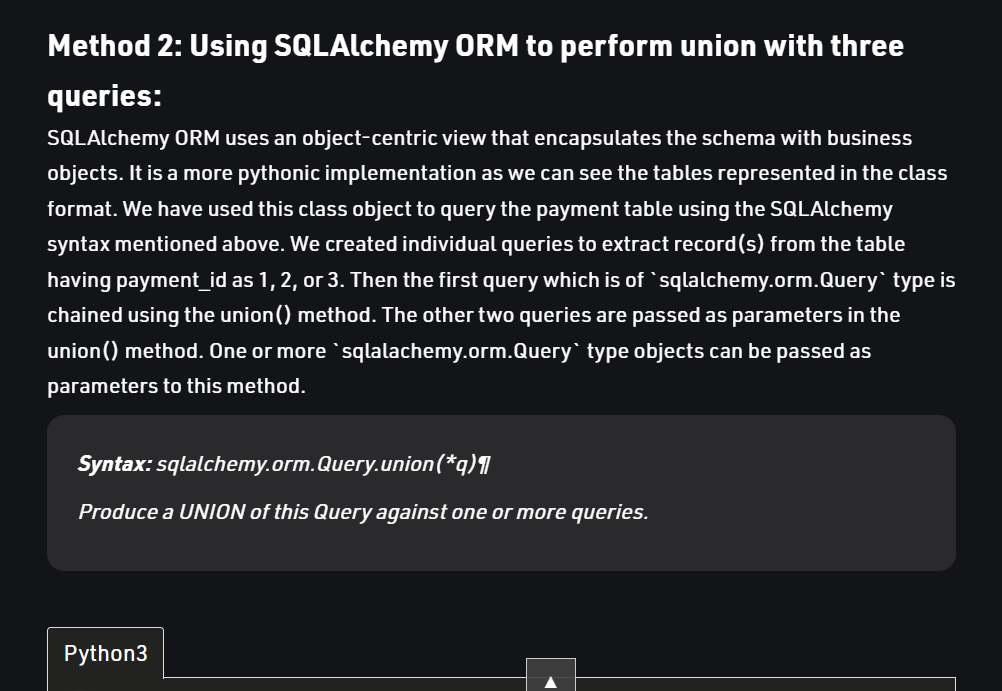 Method 2: Using SQLAlchemy ORM to perform union with three
queries:
SQLAlchemy ORM uses an object-centric view that encapsulates the schema with business
objects. It is a more pythonic implementation as we can see the tables represented in the class
format. We have used this class object to query the payment table using the SQLAlchemy
syntax mentioned above. We created individual queries to extract record(s) from the table
having payment_id as 1, 2, or 3. Then the first query which is of `sqlalchemy.orm.Query` type is
chained using the union() method. The other two queries are passed as parameters in the
union() method. One or more `sqlalachemy.orm.Query` type objects can be passed as
parameters to this method.
Syntax: sqlalchemy.orm.Query.union(*q)¶
Produce a UNION of this Query against one or more queries.
Python3
▲